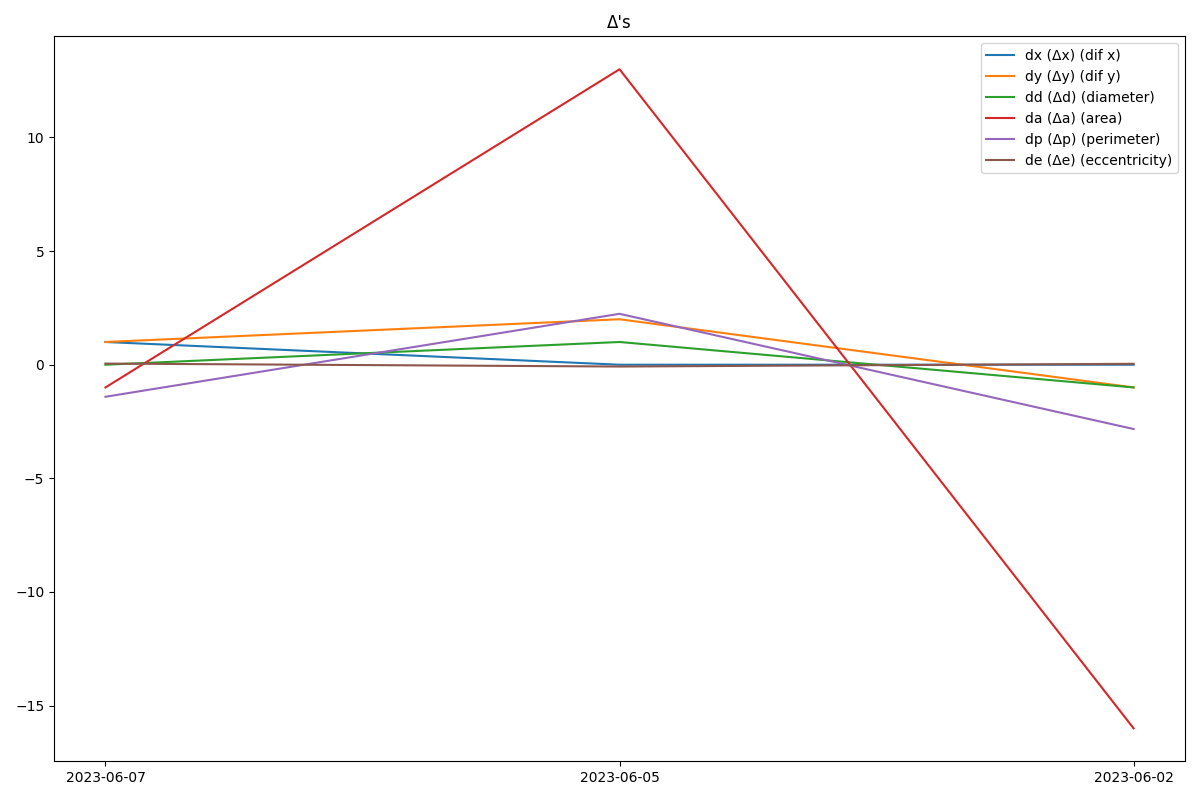 Δ's
dx (Δx) (dif x)
dy (Δy) (dif y)
dd (Δd) (diameter)
da (Δa) (area)
dp (Δp) (perimeter)
de (Δe) (eccentricity)
10
5
0
−5
−10
−15
2023-06-07 2023-06-05 2023-06-02